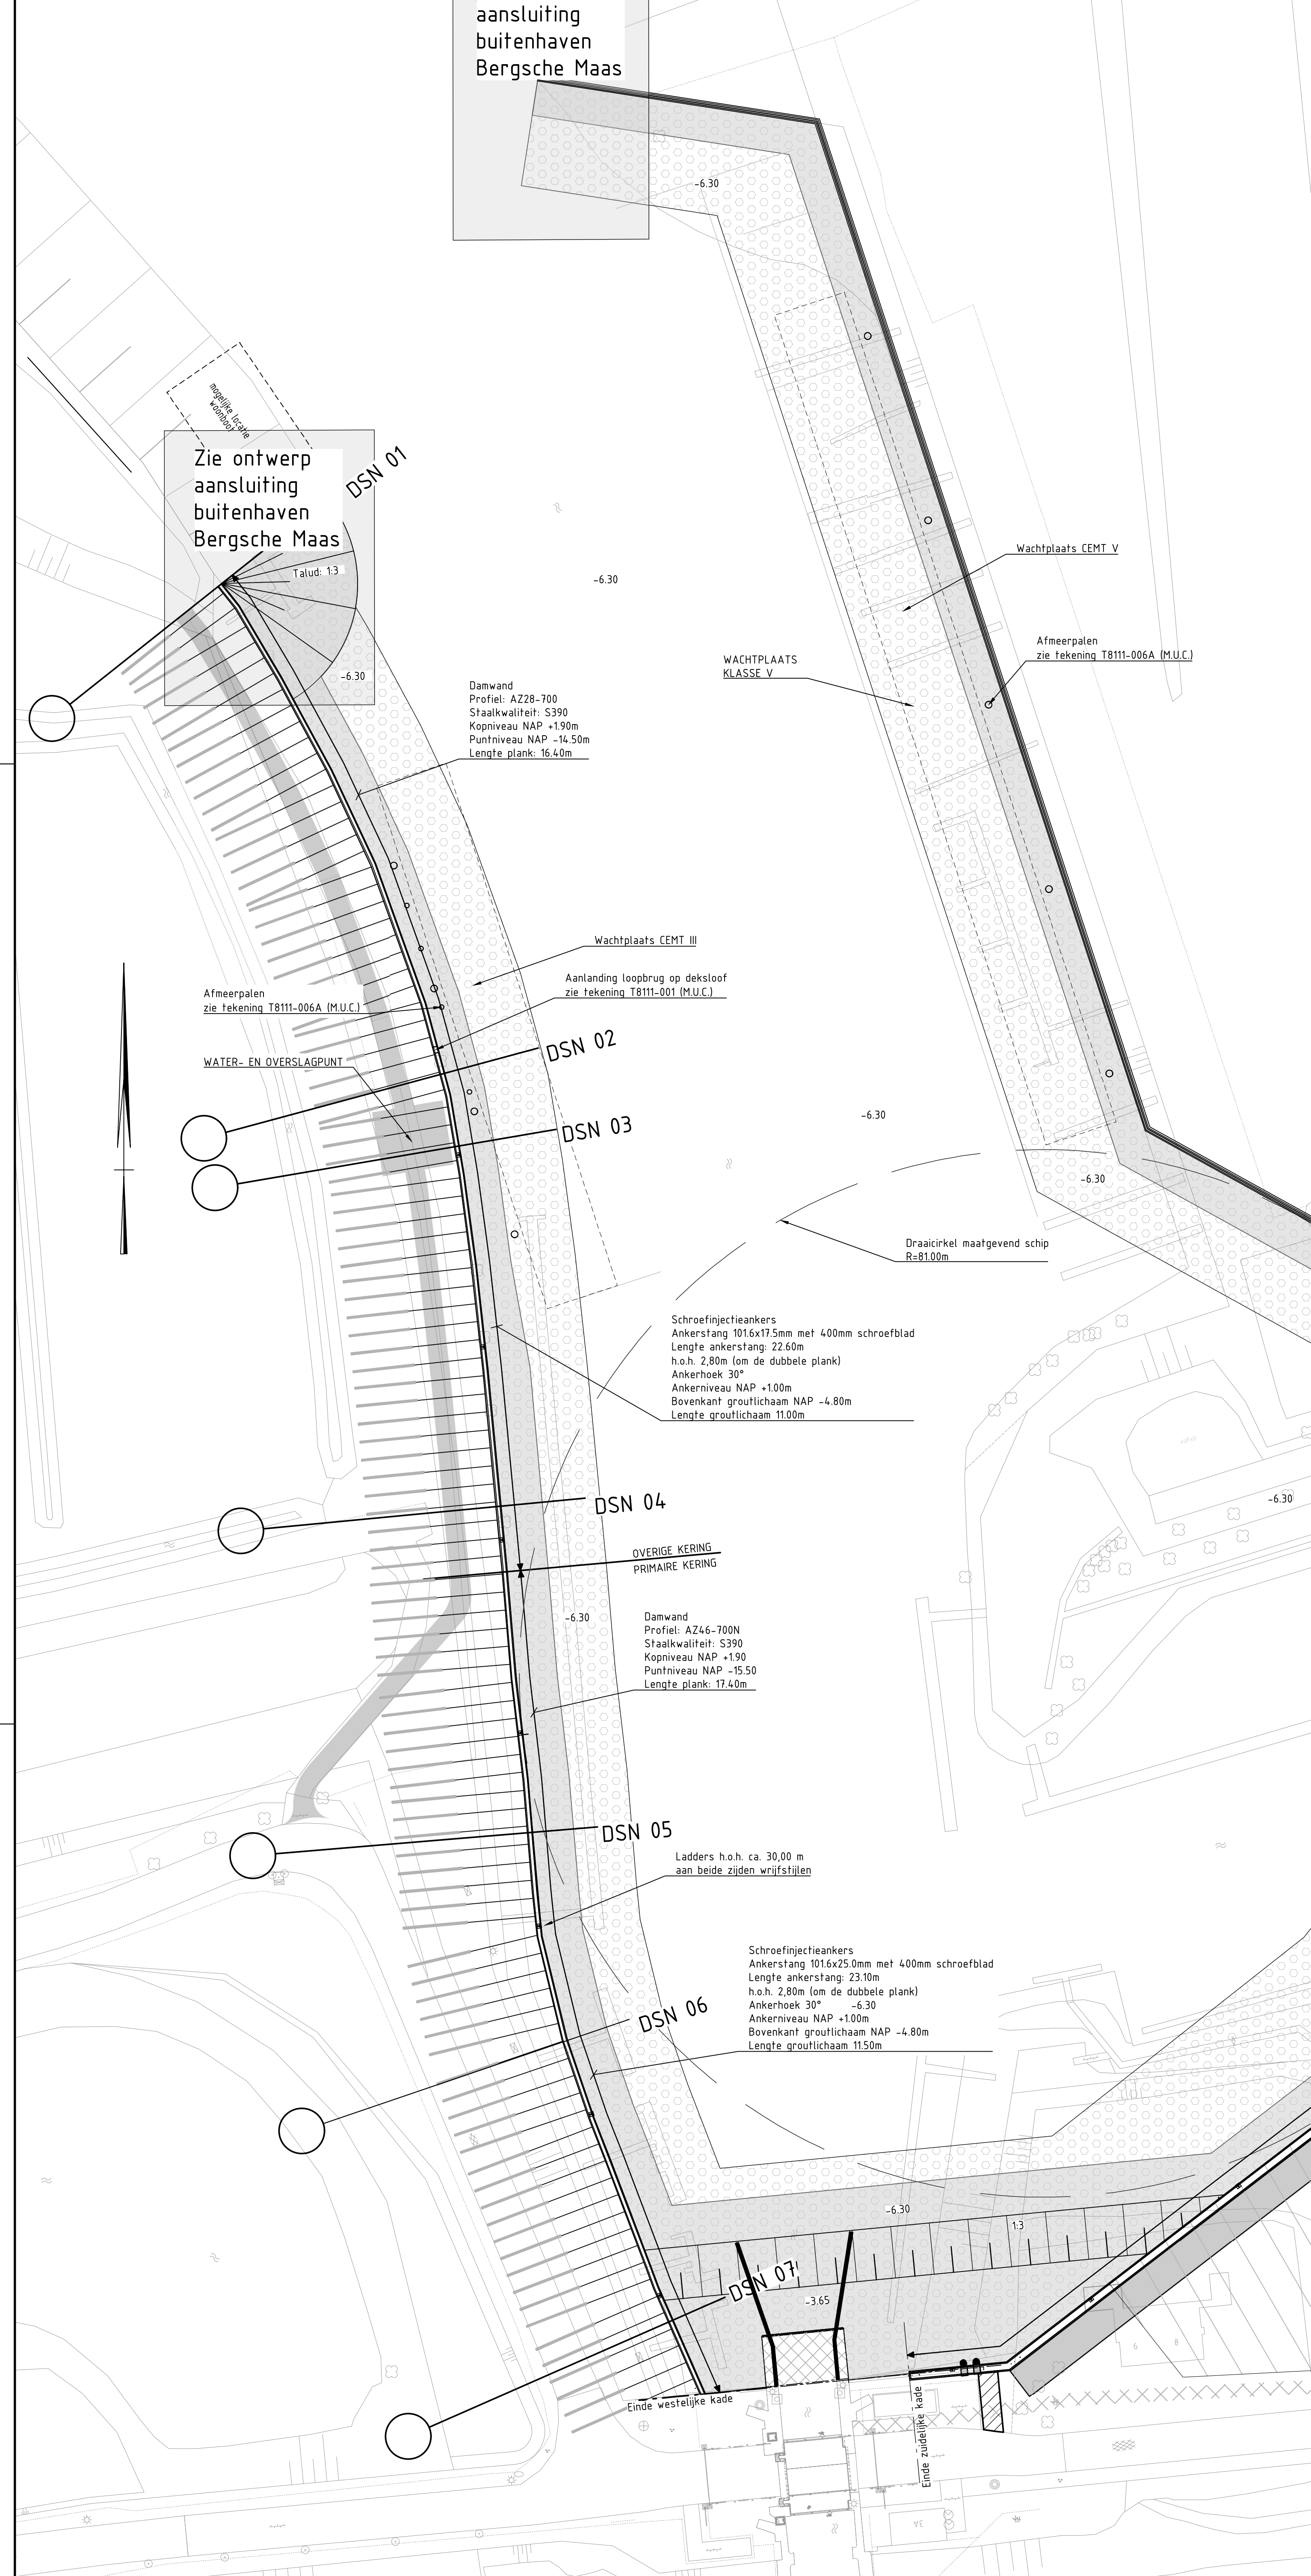 aansluiting
buitenhaven
Bergsche Maas
-6.30
mogelijke locatie
woonboot
Zie ontwerp
aansluiting
buitenhaven
Bergsche Maas
DSN 01
Talud: 1:3
-6.30
-6.30
Wachtplaats CEMT V
Afmeerpalen
zie tekening T8111-006A (M.U.C.)
WACHTPLAATS
KLASSE V
Damwand
Profiel: AZ28-700
Staalkwaliteit: S390
Kopniveau NAP +1.90m
Puntniveau NAP -14.50m
Lengte plank: 16.40m
Wachtplaats CEMT III
Aanlanding loopbrug op deksloof
zie tekening T8111-001 (M.U.C.)
Afmeerpalen
zie tekening T8111-006A (M.U.C.)
DSN 02
WATER- EN OVERSLAGPUNT
DSN 03
-6.30
-6.30
Draaicirkel maatgevend schip
R=81.00m
Schroefinjectieankers
Ankerstang 101.6x17.5mm met 400mm schroefblad
Lengte ankerstang: 22.60m
h.o.h. 2,80m (om de dubbele plank)
Ankerhoek 30°
Ankerniveau NAP +1.00m
Bovenkant groutlichaam NAP -4.80m
Lengte groutlichaam 11.00m
DSN 04
-6.30
OVERIGE KERING
PRIMAIRE KERING
-6.30
Damwand
Profiel: AZ46-700N
Staalkwaliteit: S390
Kopniveau NAP +1.90
Puntniveau NAP -15.50
Lengte plank: 17.40m
DSN 05
Ladders h.o.h. ca. 30,00 m
aan beide zijden wrijfstijlen
Schroefinjectieankers
Ankerstang 101.6x25.0mm met 400mm schroefblad
Lengte ankerstang: 23.10m
h.o.h. 2,80m (om de dubbele plank)
Ankerhoek 30° -6.30
Ankerniveau NAP +1.00m
Bovenkant groutlichaam NAP -4.80m
Lengte groutlichaam 11.50m
DSN 06
-6.30
1:3
DSN 07
-3.65
6 8
Einde westelijke kade
Einde zuidelijke kade
3A